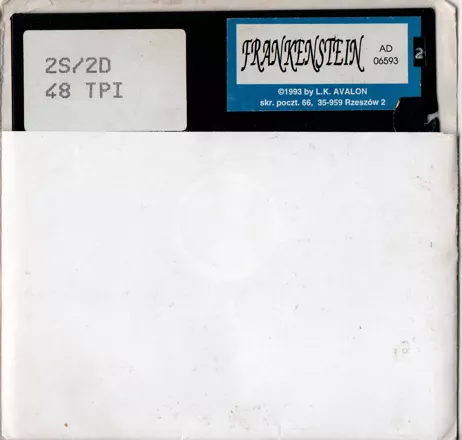 2S/2D
48 TPI
FRANKENSTEIN
AD
06593
2
©1993 by L.K. AVALON
skr. poczt. 66, 35-959 Rzeszów 2